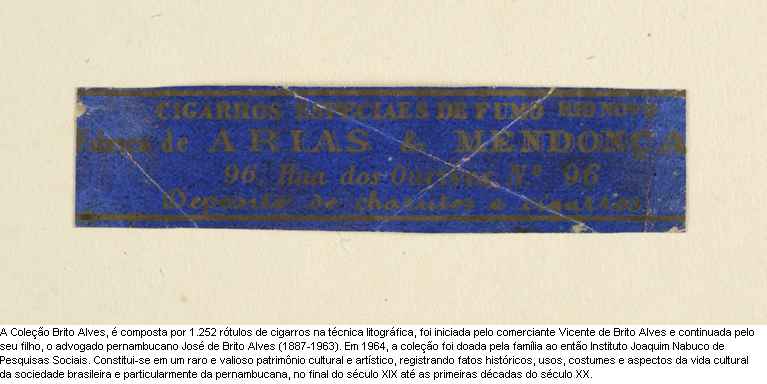 CIGARROS ESPECIAES DE FUMO RIO NOVO
Fabrica de ARIAS & MENDONÇA
96, Rua dos Ourives, N.º 96
Deposito de charutos e cigarros
A Coleção Brito Alves, é composta por 1.252 rótulos de cigarros na técnica litográfica, foi iniciada pelo comerciante Vicente de Brito Alves e continuada pelo
seu filho, o advogado pernambucano José de Brito Alves (1887-1963). Em 1964, a coleção foi doada pela família ao então Instituto Joaquim Nabuco de
Pesquisas Sociais. Constitui-se em um raro e valioso patrimônio cultural e artístico, registrando fatos históricos, usos, costumes e aspectos da vida cultural
da sociedade brasileira e particularmente da pernambucana, no final do século XIX até as primeiras décadas do século XX.